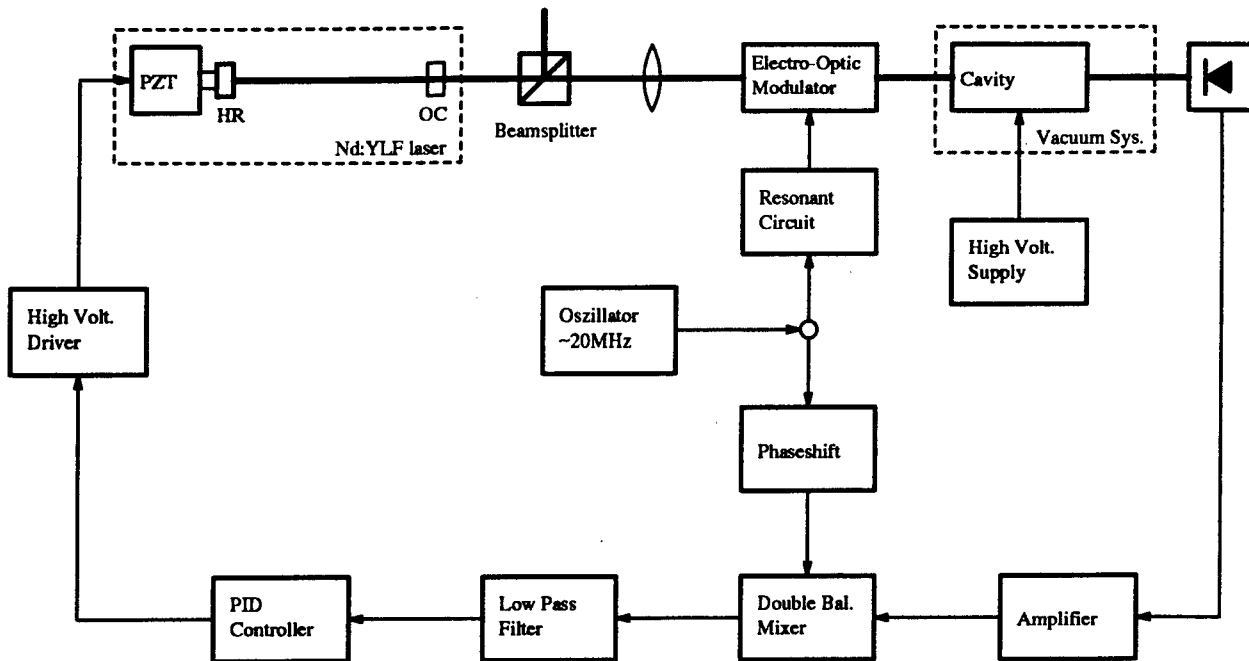 PZT
HR
OC
Nd:YLF laser
Beamsplitter
Electro-Optic
Modulator
Cavity
Vacuum Sys.
Resonant
Circuit
High Volt.
Supply
High Volt.
Driver
Oszillator
~20MHz
Phaseshift
PID
Controller
Low Pass
Filter
Double Bal.
Mixer
Amplifier